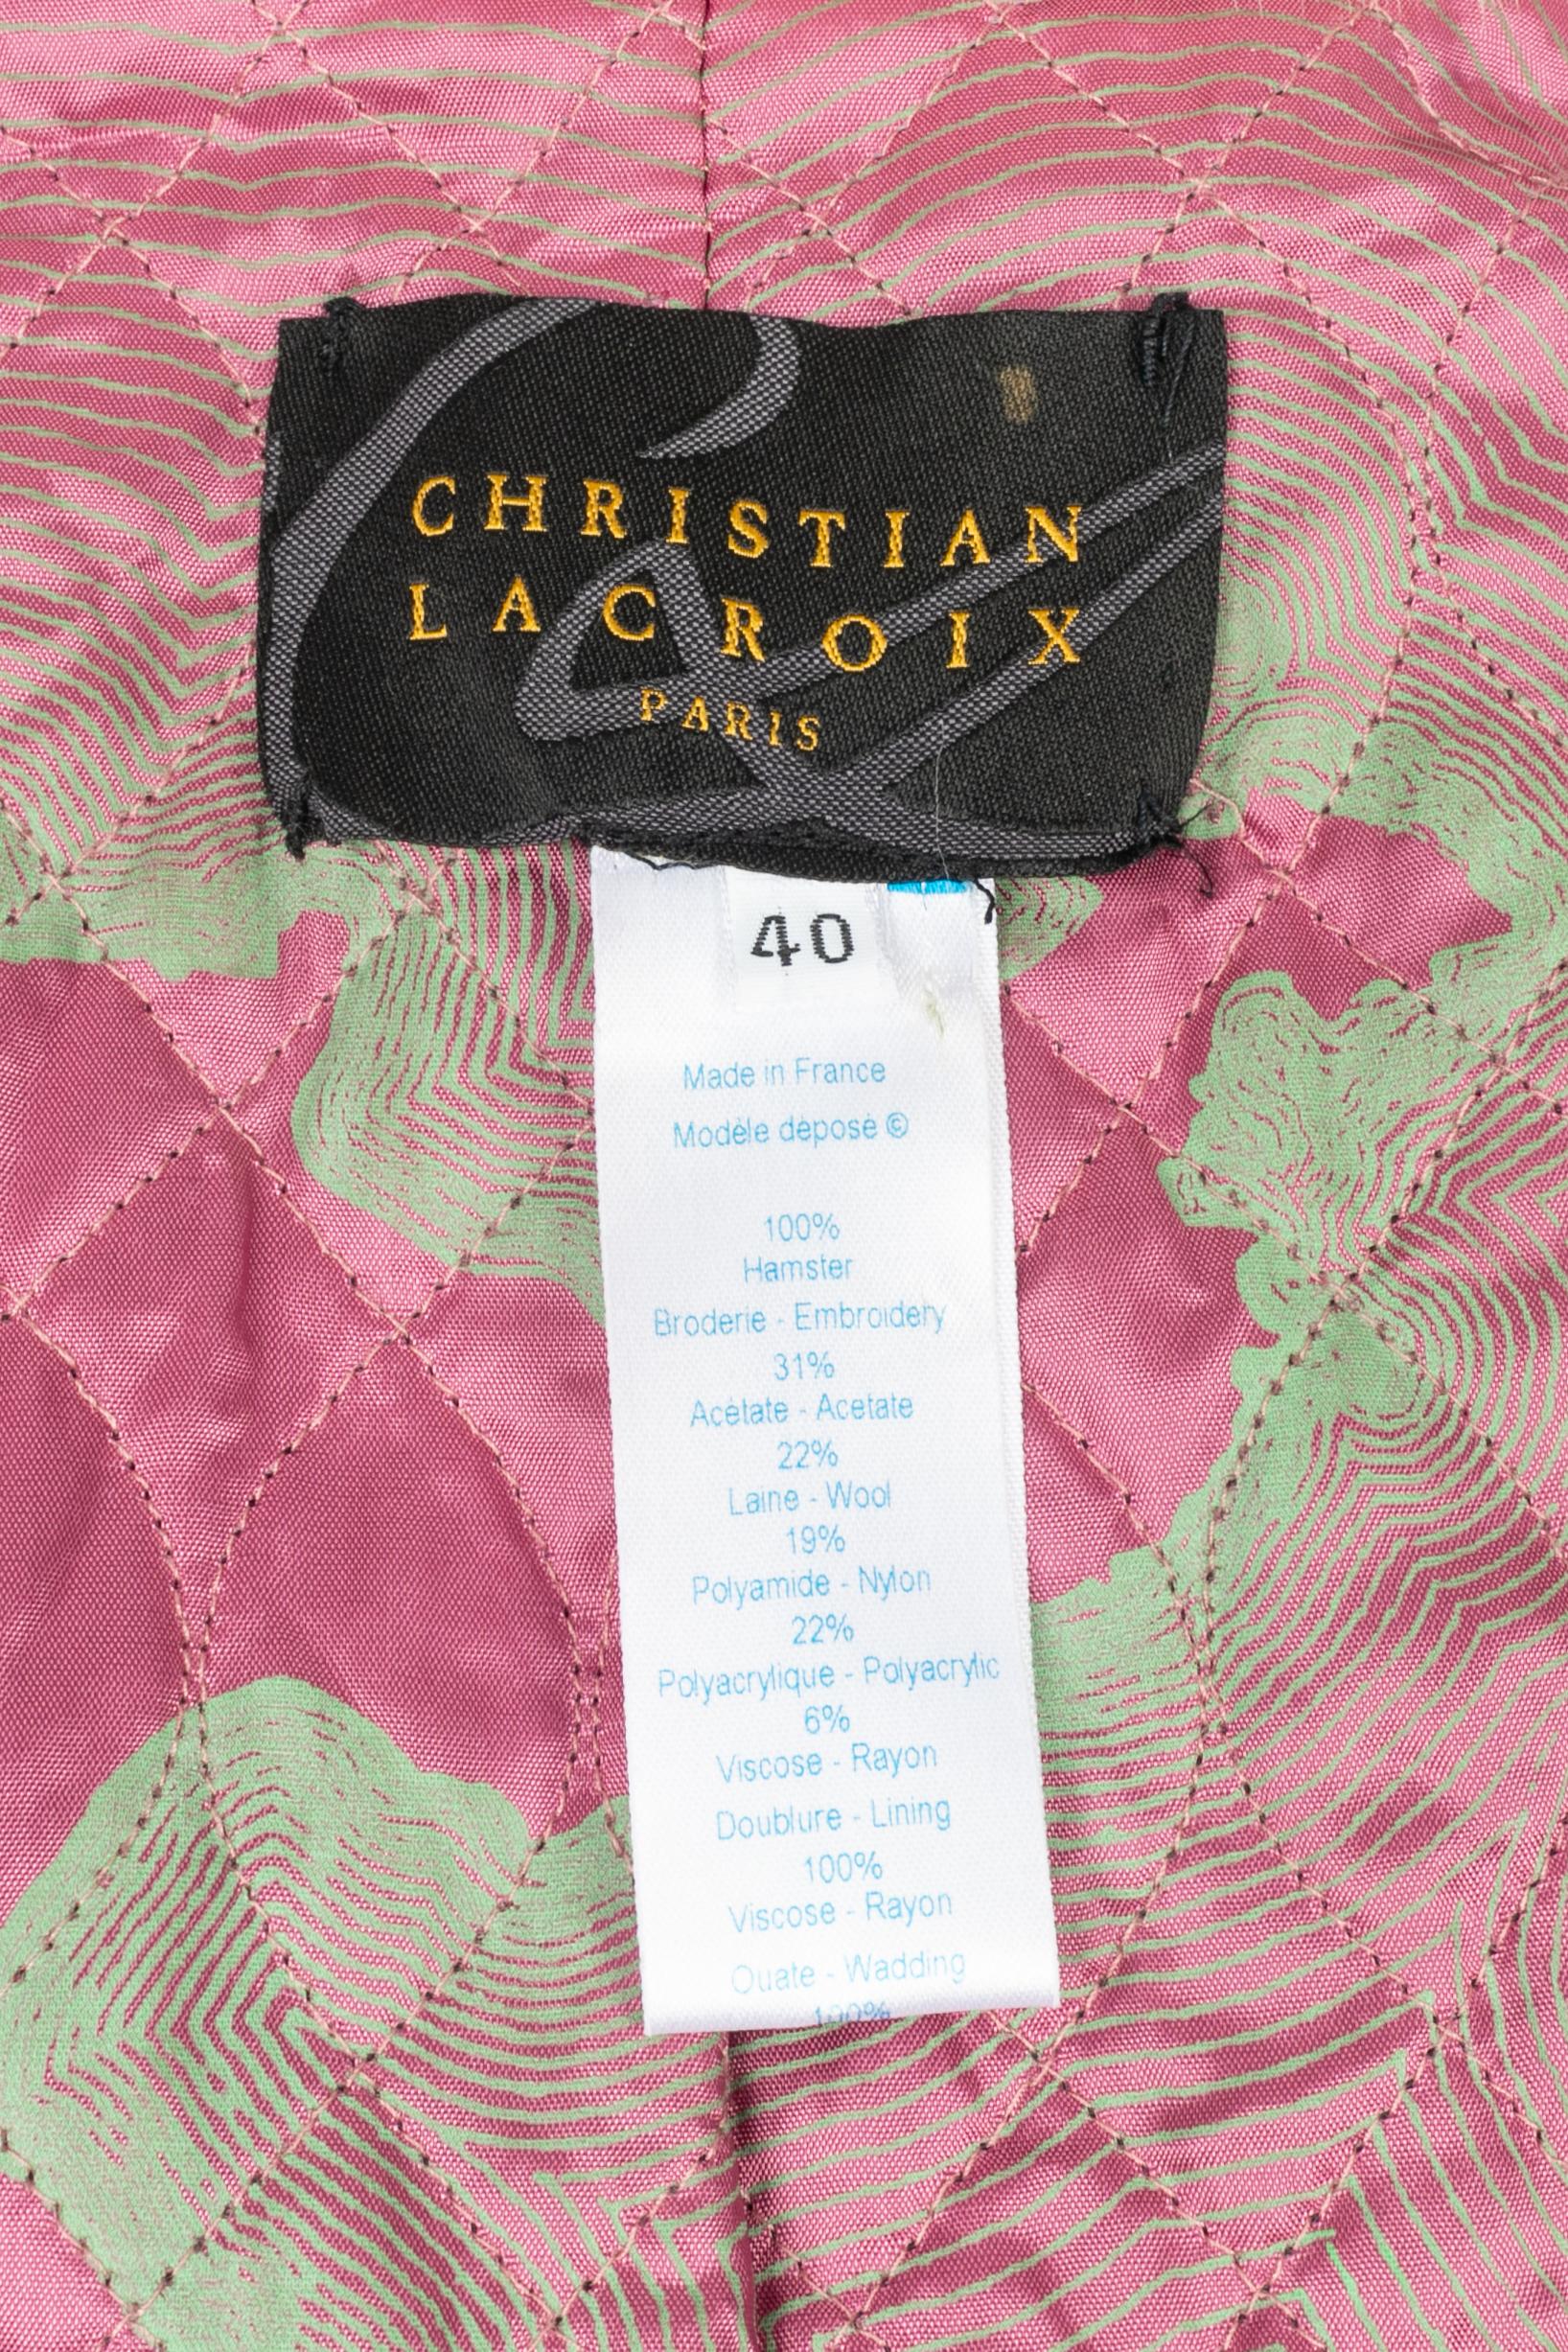 CHRISTIAN
LACROIX
PARIS
40
Made in France
Modèle déposé ©
100%
Hamster
Broderie - Embroidery
31%
Acétate - Acetate
22%
Laine - Wool
19%
Polyamide - Nylon
22%
Polyacrylique - Polyacrylic
6%
Viscose - Rayon
Doublure - Lining
100%
Viscose - Rayon
Ouate - Wadding
100%